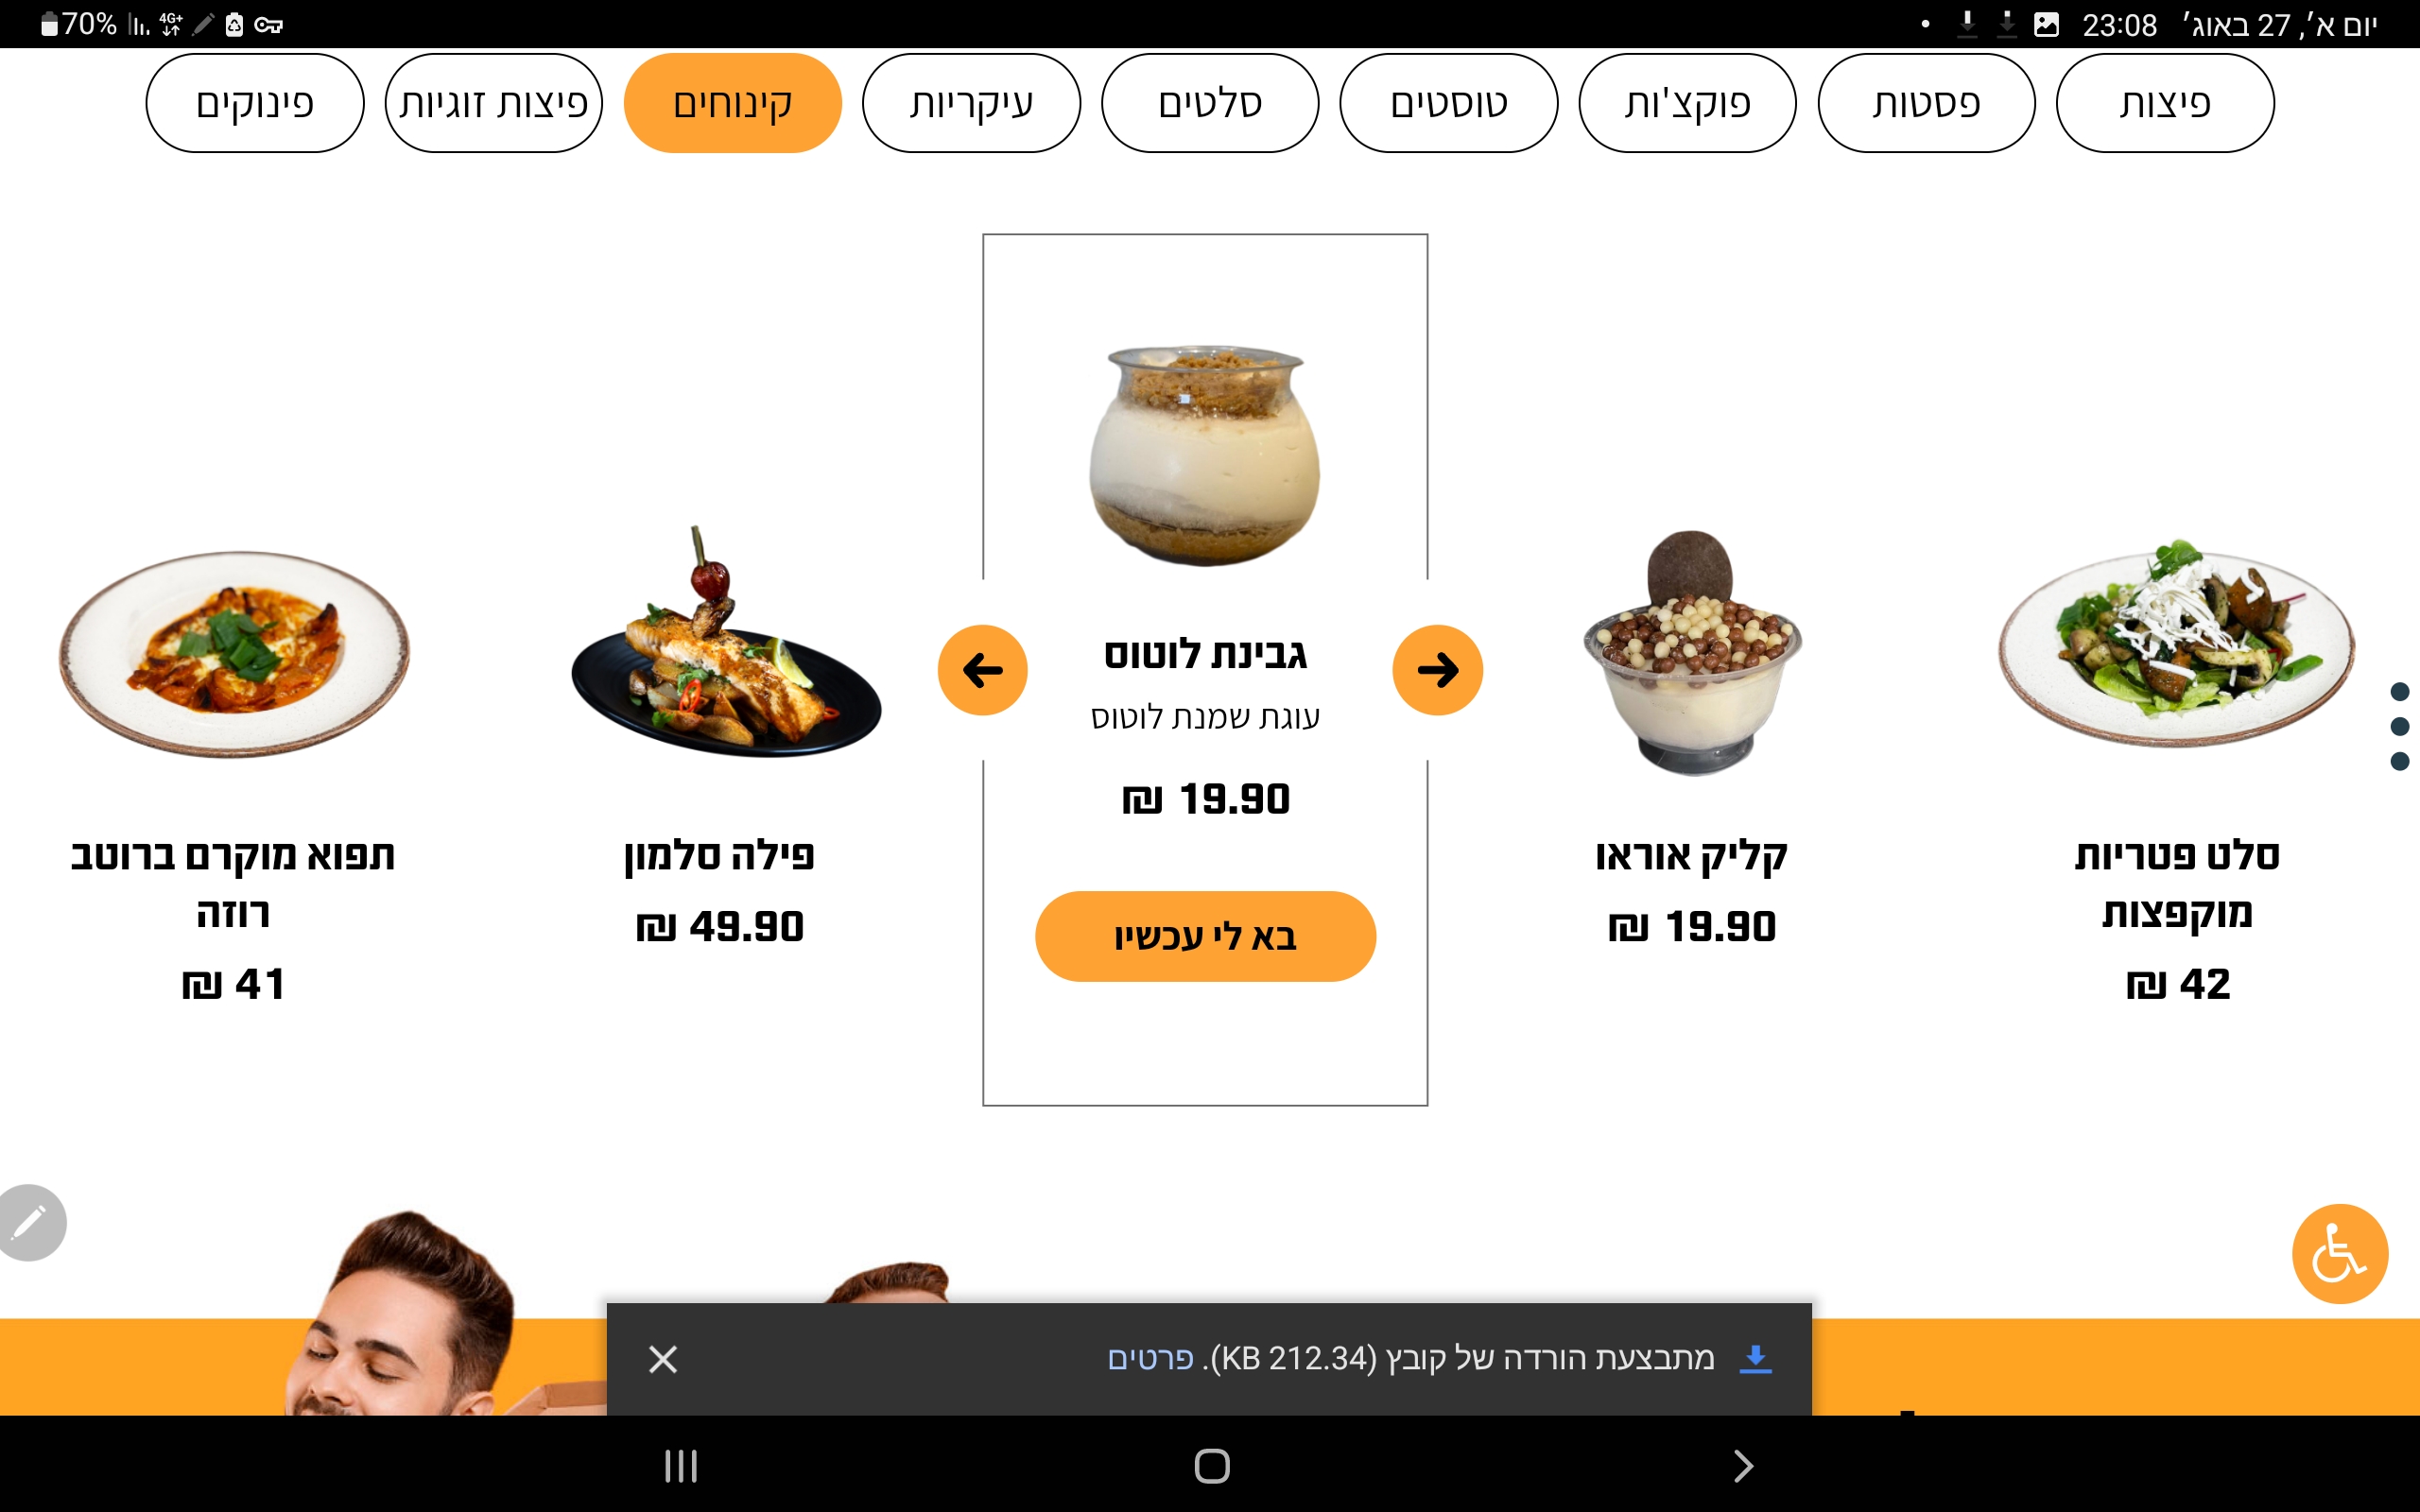 יום א׳, 27 באוג׳ 23:08
70% 4G+
פיצות
פסטות
פוקצ'ות
טוסטים
סלטים
עיקריות
קינוחים
פיצות זוגיות
פינוקים
סלט פטריות
מוקפצות
42 ₪
קליק אוראו
19.90 ₪
גבינת לוטוס
עוגת שמנת לוטוס
19.90 ₪
בא לי עכשיו
פילה סלמון
49.90 ₪
תפוא מוקרם ברוטב
רוזה
41 ₪
מתבצעת הורדה של קובץ (212.34 KB). פרטים